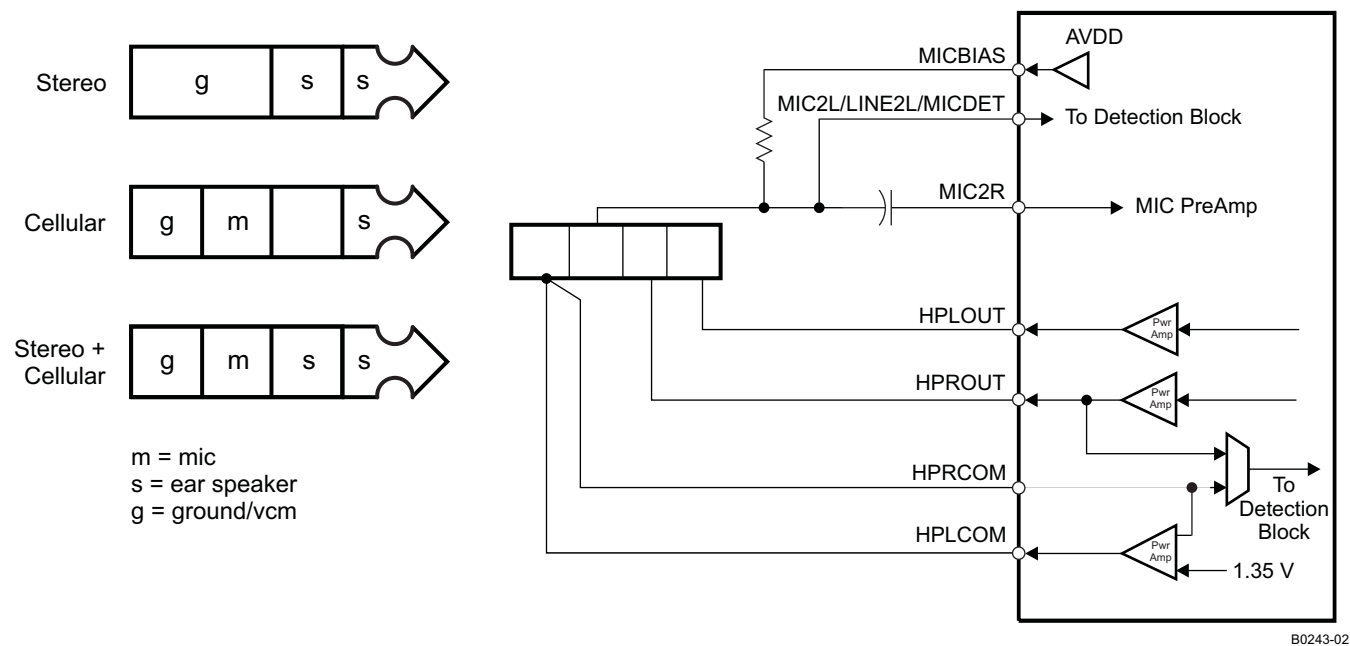 Stereo
g
s
s
Cellular
g
m
s
Stereo +
Cellular
g
m
s
s
m = mic
s = ear speaker
g = ground/vcm
AVDD
MICBIAS
MIC2L/LINE2L/MICDET
To Detection Block
MIC2R
MIC PreAmp
HPLOUT
Pwr
Amp
HPROUT
Pwr
Amp
HPRCOM
To
Detection
Block
HPLCOM
Pwr
Amp
1.35 V
B0243-02